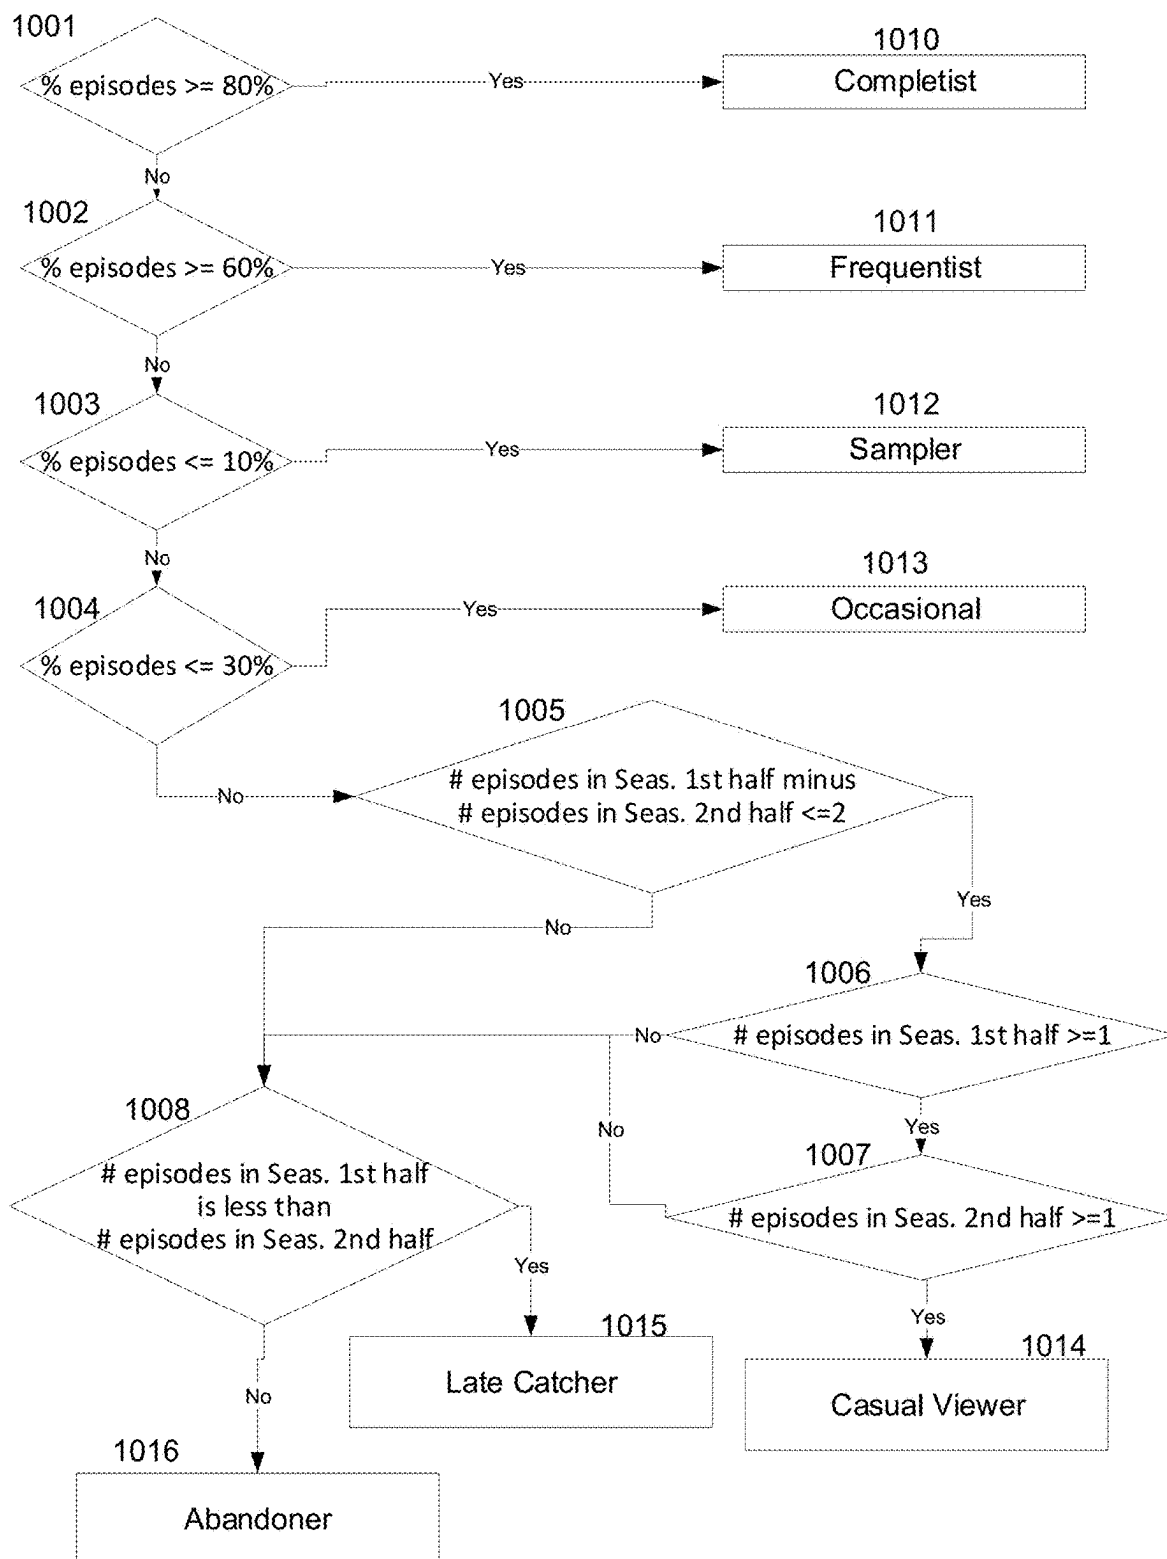 1001
% episodes >= 80%
Yes
1010
Completist
No
1002
% episodes >= 60%
Yes
1011
Frequentist
No
1003
% episodes <= 10%
Yes
1012
Sampler
No
1004
% episodes <= 30%
Yes
1013
Occasional
No
1005
# episodes in Seas. 1st half minus
# episodes in Seas. 2nd half <=2
No
Yes
1006
# episodes in Seas. 1st half >=1
No
Yes
1007
# episodes in Seas. 2nd half >=1
No
Yes
1008
# episodes in Seas. 1st half
is less than
# episodes in Seas. 2nd half
Yes
1015
Late Catcher
1014
Casual Viewer
No
1016
Abandoner